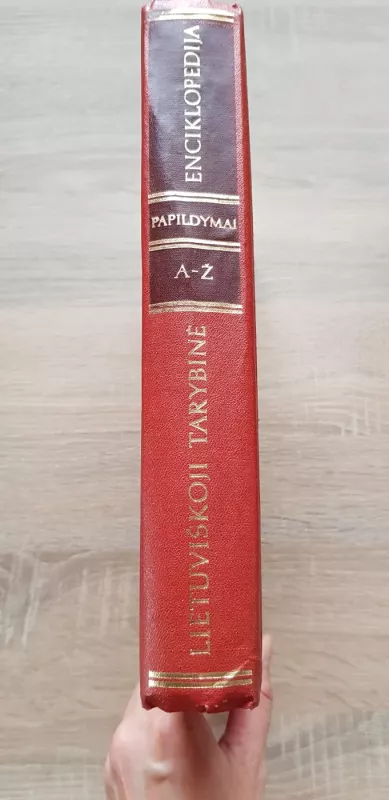 LIETUVIŠKOJI TARYBINĖ
ENCIKLOPEDIJA
PAPILDYMAI
A-Ž